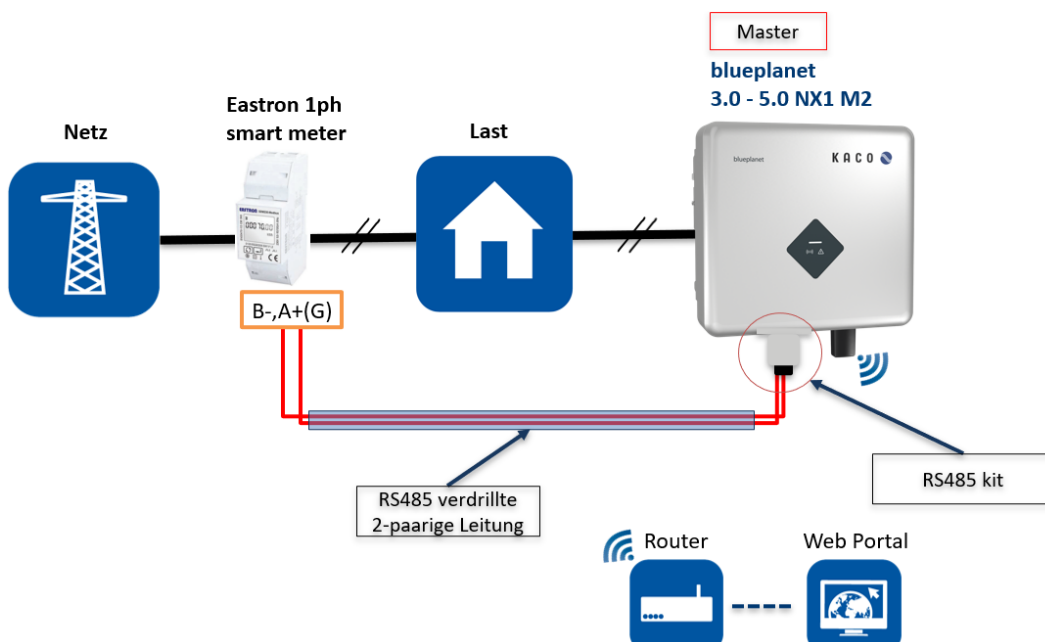 Master
blueplanet
3.0 - 5.0 NX1 M2
Eastron 1ph
smart meter
Netz
Last
blueplanet
KACO
B-,A+(G)
RS485 verdrillte
2-paarige Leitung
RS485 kit
Router
Web Portal